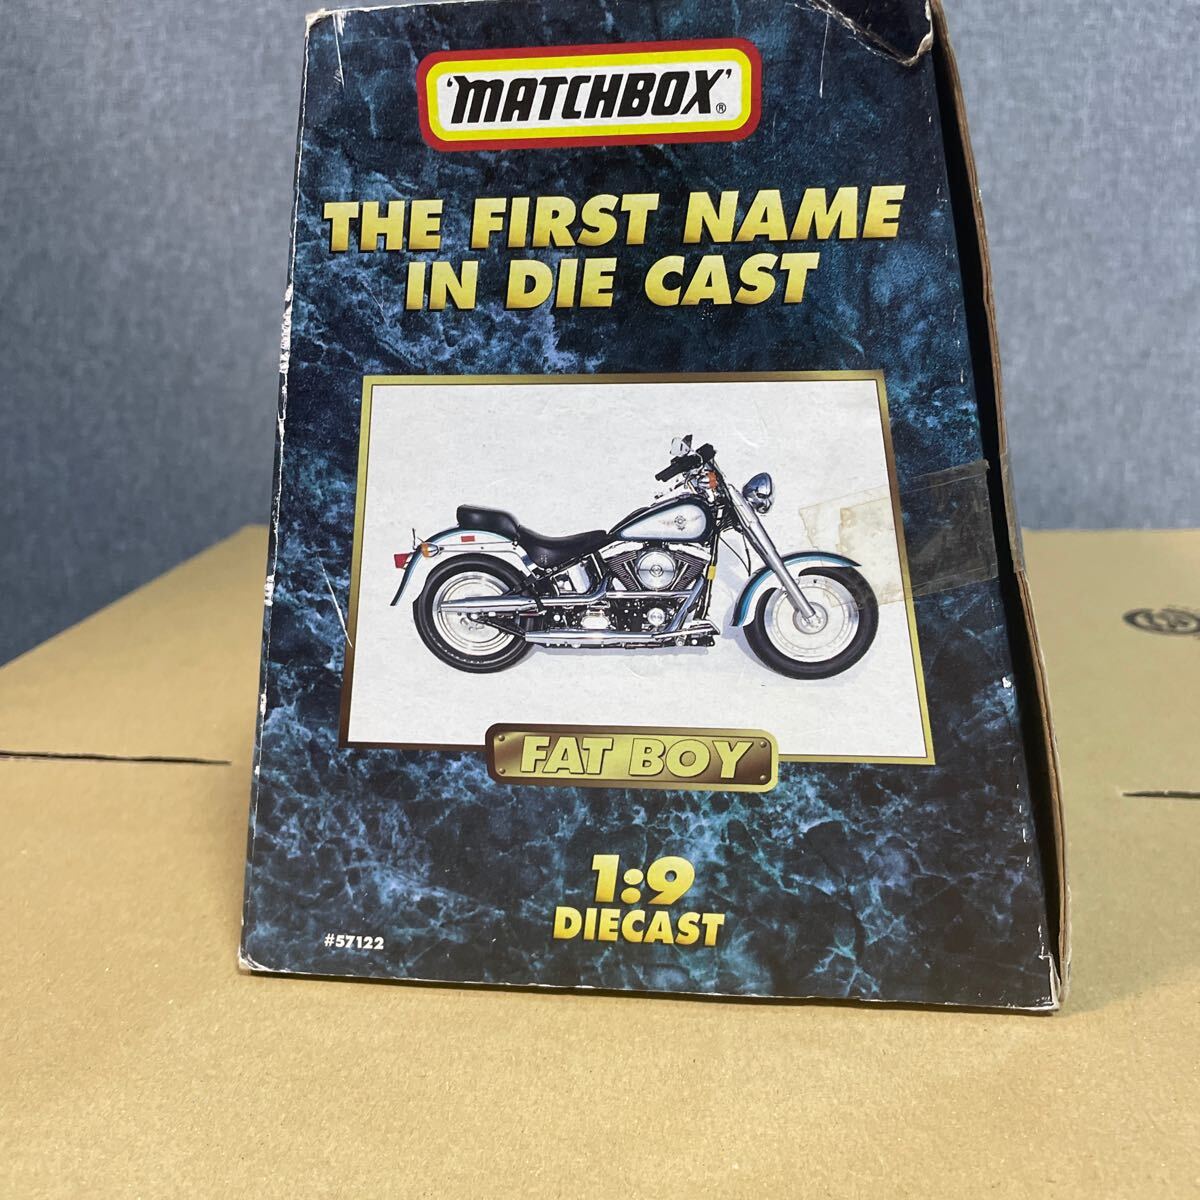 'MATCHBOX'®
THE FIRST NAME
IN DIE CAST
FAT BOY
1:9
DIECAST
#57122